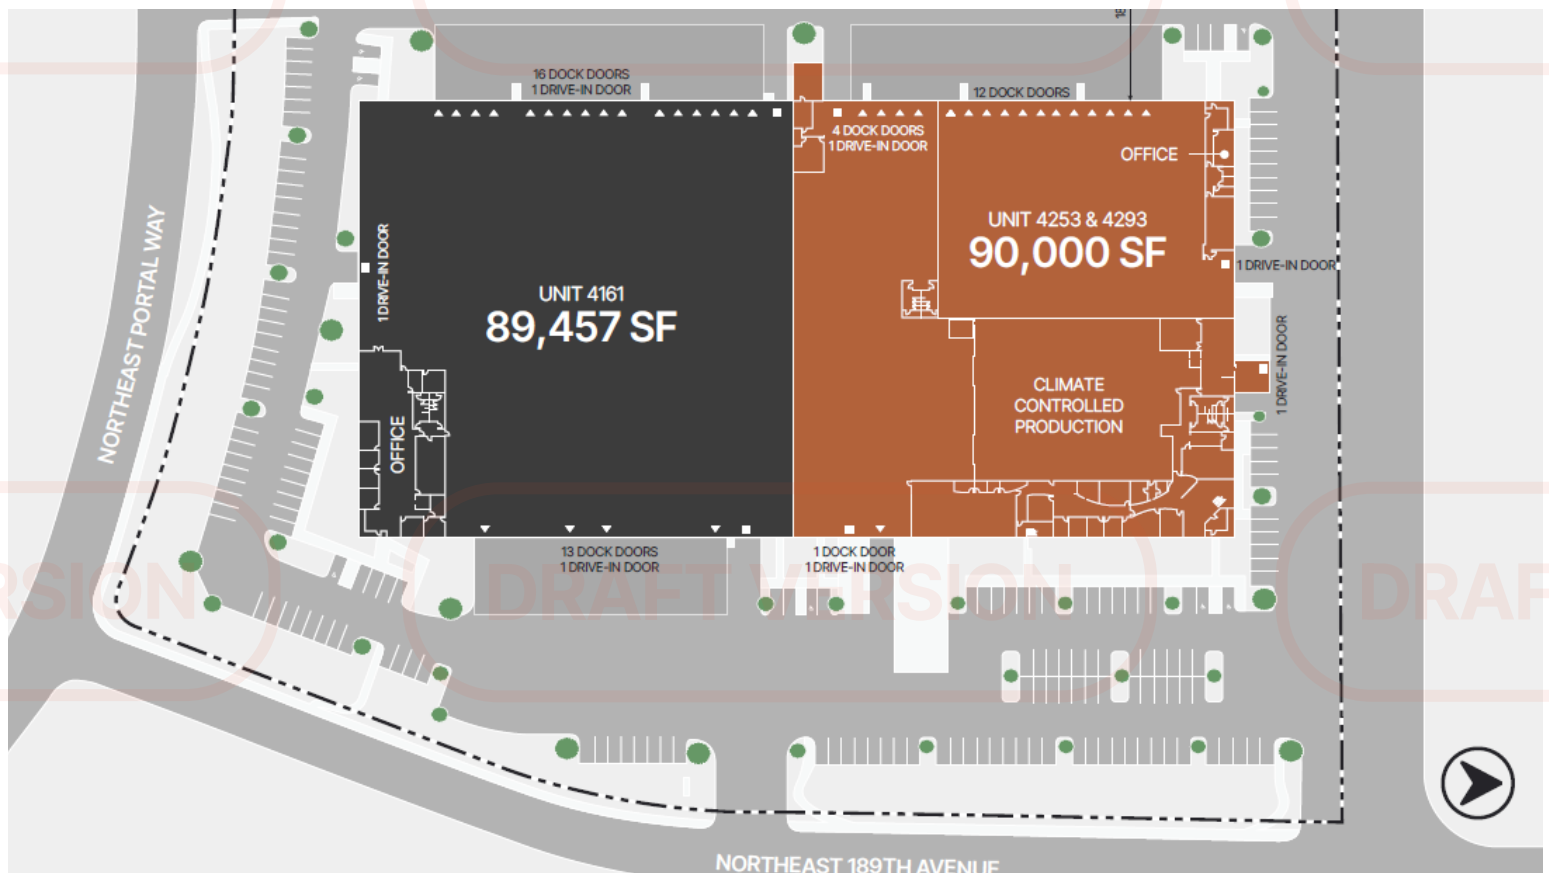 18
16 DOCK DOORS
1 DRIVE-IN DOOR
12 DOCK DOORS
4 DOCK DOORS
1 DRIVE-IN DOOR
OFFICE
UNIT 4253 & 4293
90,000 SF
1 DRIVE-IN DOOR
1 DRIVE-IN DOOR
NORTHEAST PORTAL WAY
UNIT 4161
89,457 SF
1 DRIVE-IN DOOR
CLIMATE
CONTROLLED
PRODUCTION
OFFICE
13 DOCK DOORS
1 DRIVE-IN DOOR
1 DOCK DOOR
1 DRIVE-IN DOOR
RSION
DRAFT VERSION
DRAF
NORTHEAST 189TH AVENUE